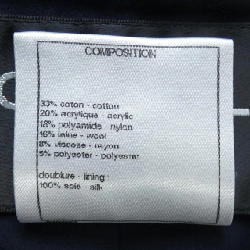 COMPOSITION
33% coton - cotton
20% acrylique - acrylic
18% polyamide - nylon
16% laine - wool
8% viscose - rayon
5% polyester - polyester
doublure - lining :
100% soie - silk